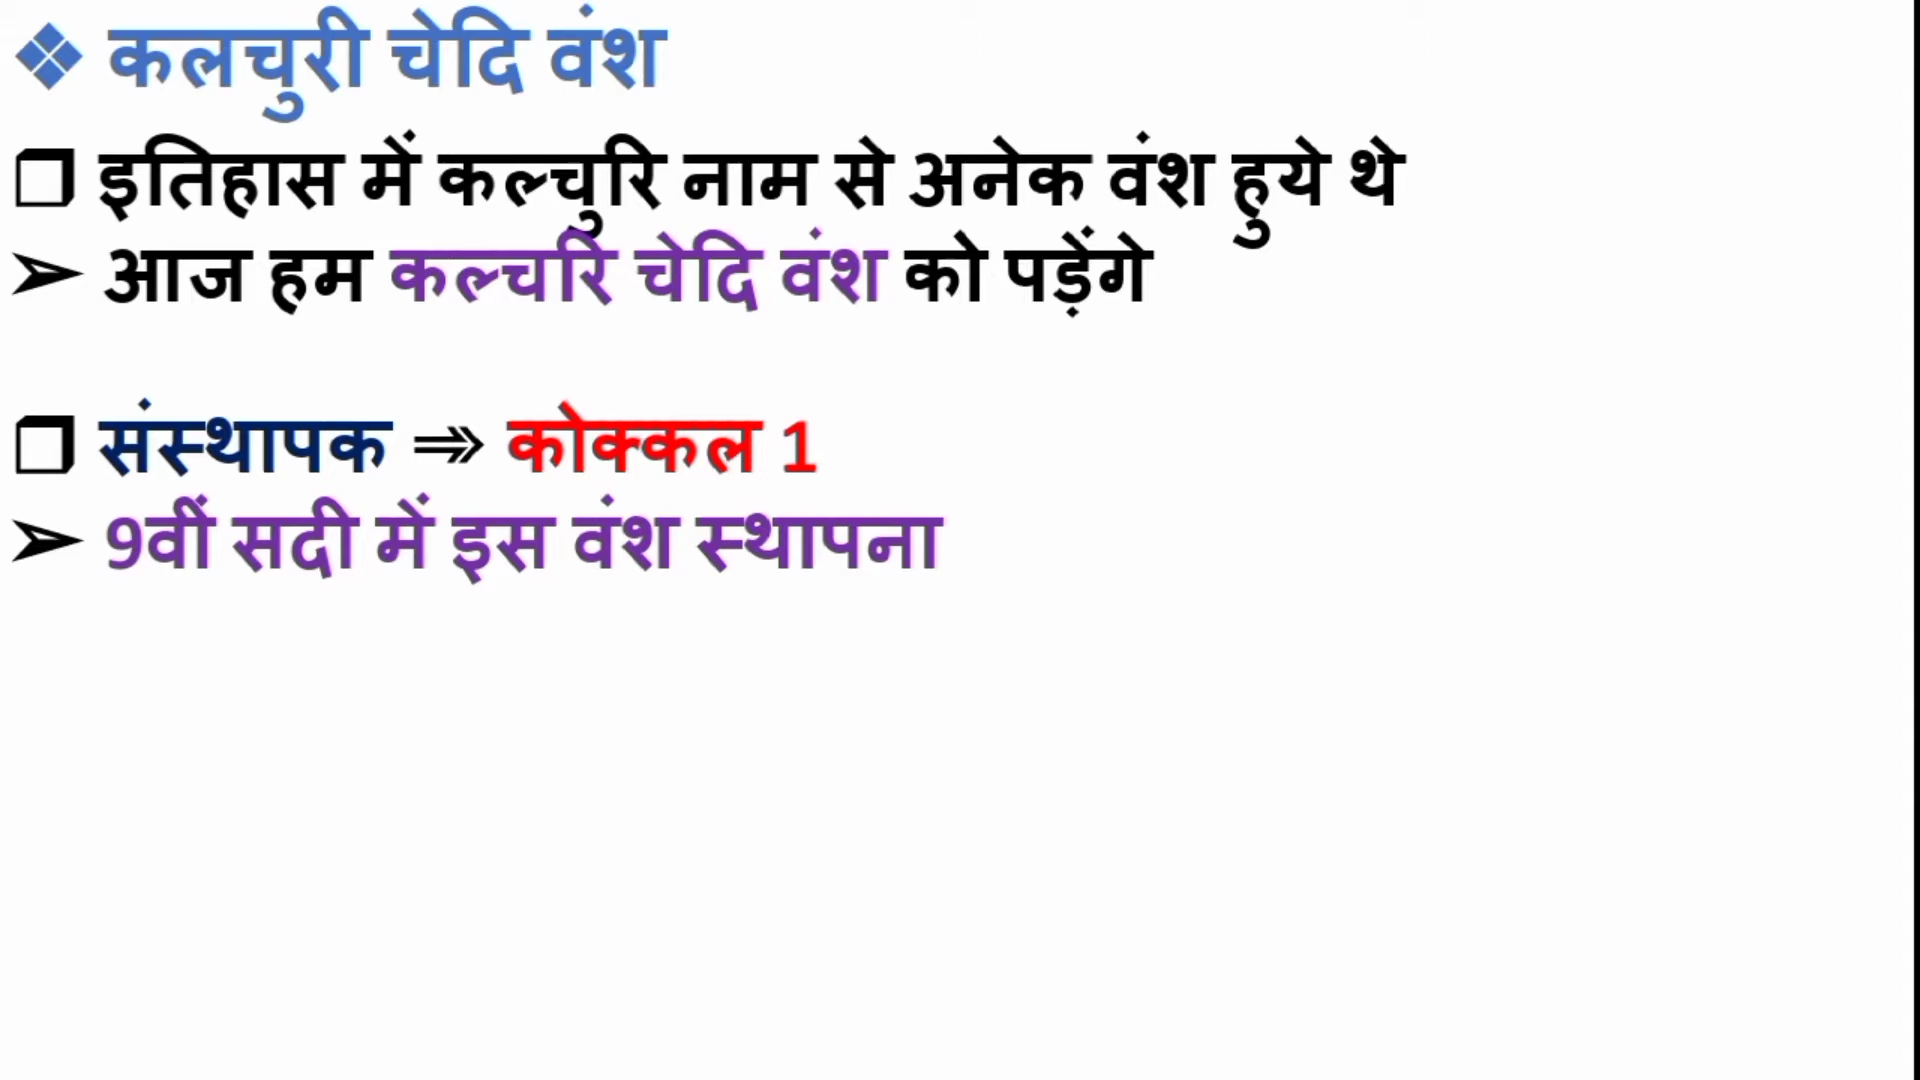 ❖ कलचुरी चेदि वंश
❒ इतिहास में कल्चुरि नाम से अनेक वंश हुये थे
➢ आज हम कल्चरि चेदि वंश को पड़ेंगे
❒ संस्थापक ⇒ कोक्कल 1
➢ 9वीं सदी में इस वंश स्थापना